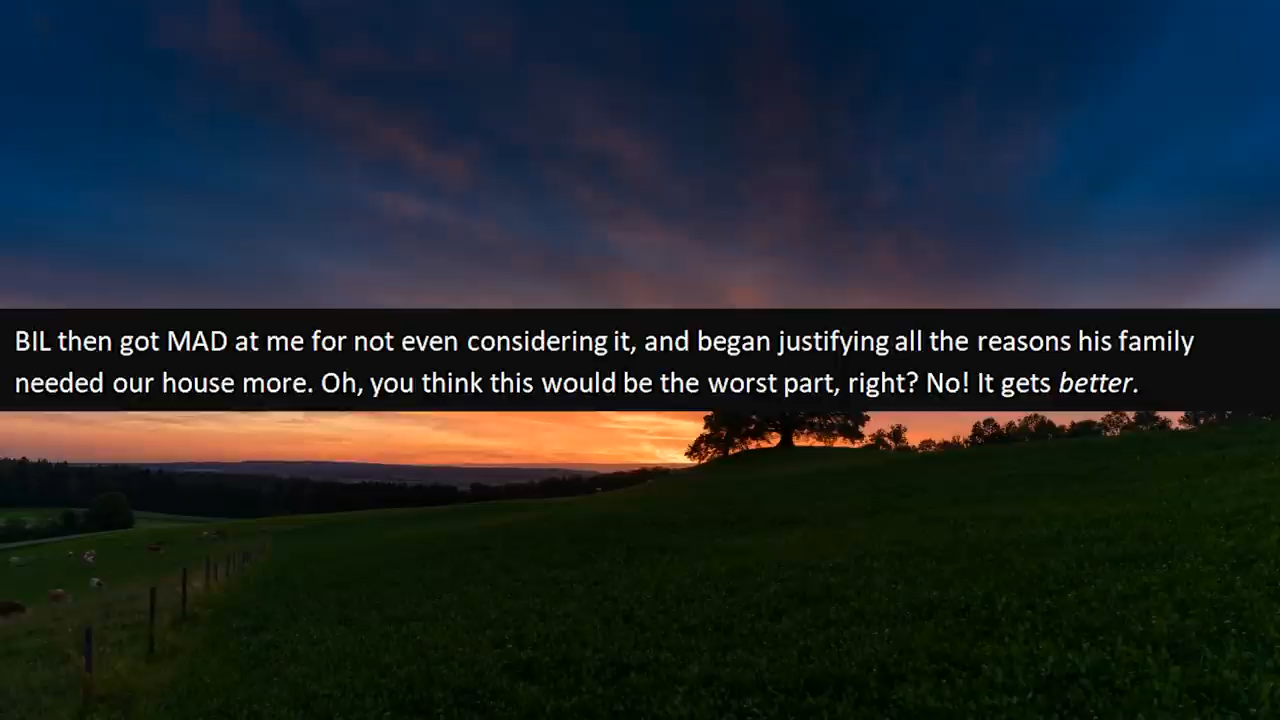 BIL then got MAD at me for not even considering it, and began justifying all the reasons his family
needed our house more. Oh, you think this would be the worst part, right? No! It gets better.